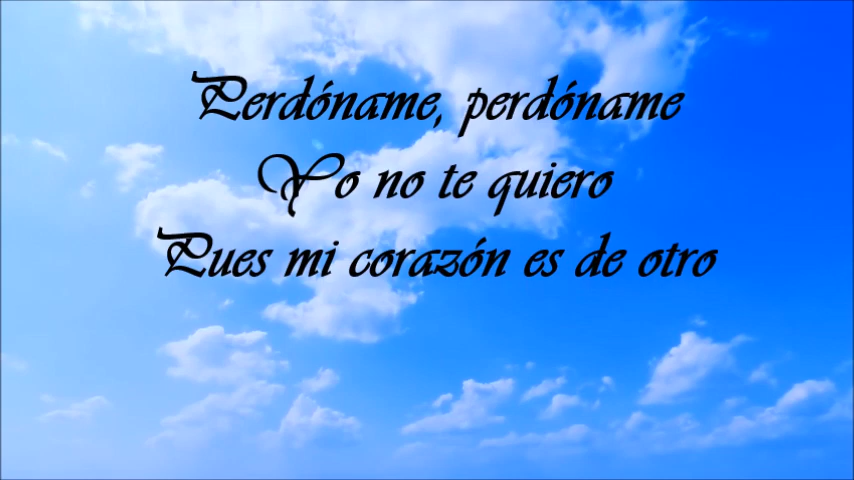 Perdóname, perdóname
Yo no te quiero
Pues mi corazón es de otro